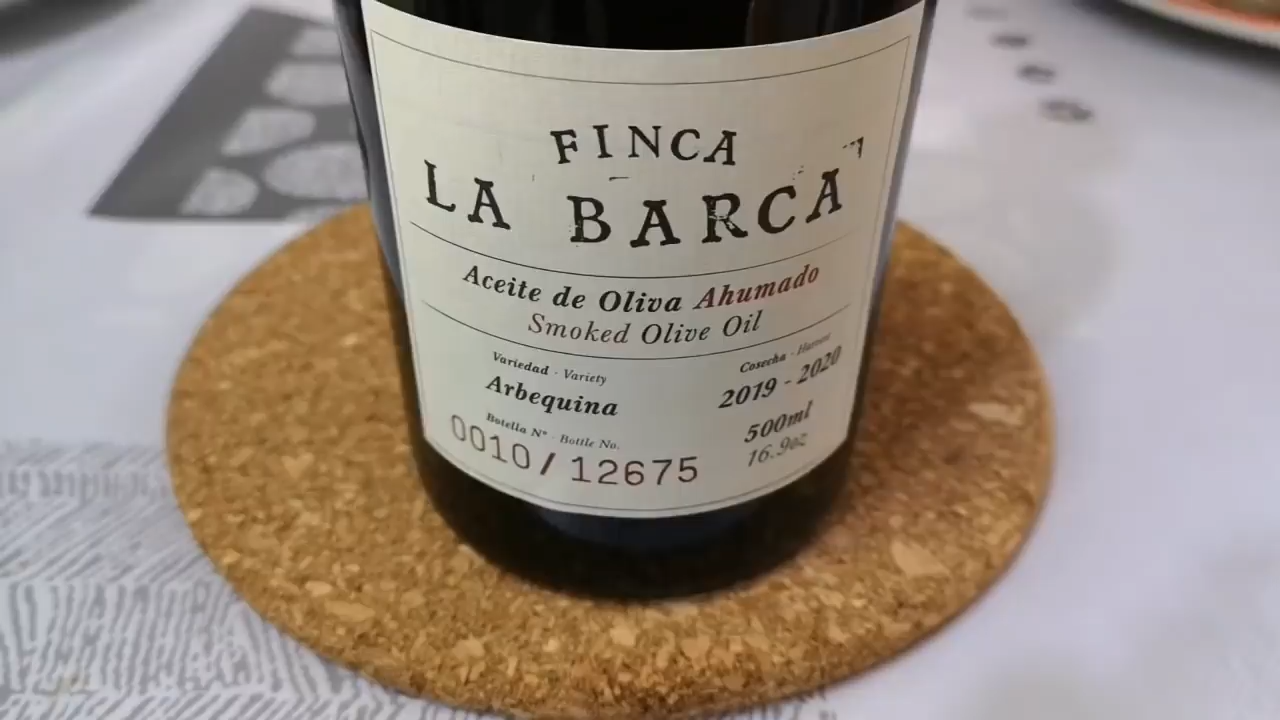 FINCA
LA BARCA
Aceite de Oliva Ahumado
Smoked Olive Oil
Variedad · Variety
Arbequina
Botella Nº · Bottle No.
0010 / 12675
Cosecha · Harvest
2019 - 2020
500ml
16.9oz